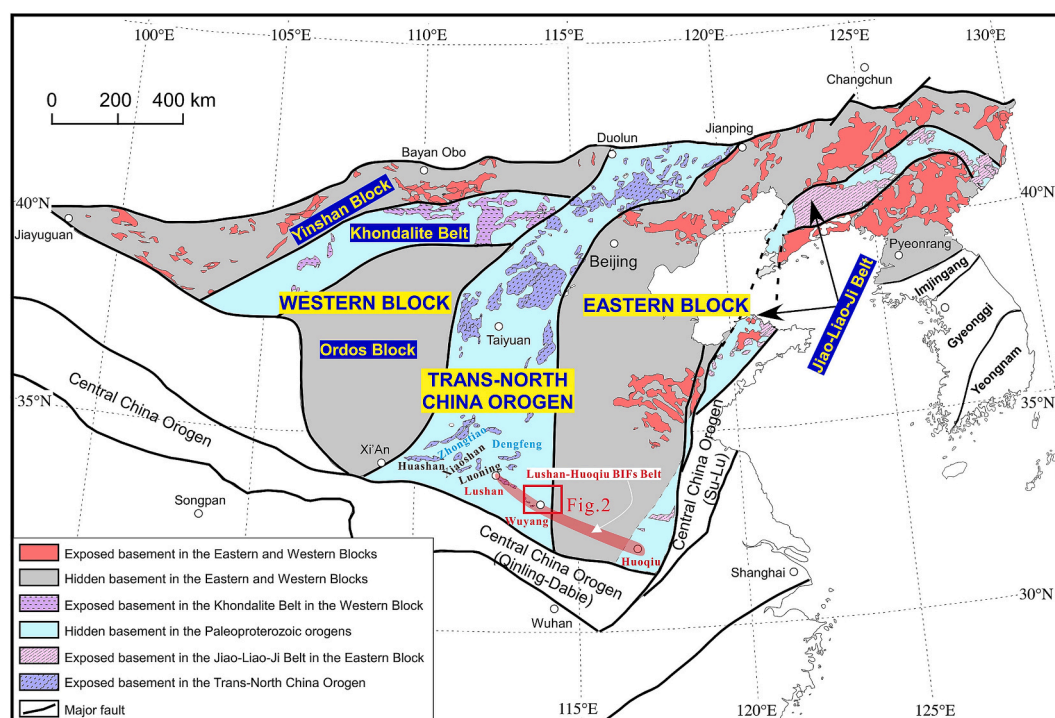 100°E
105°E
110°E
115°E
120°E
125°E
130°E
Changchun
0
200
400 km
Duolun
Jianping
Bayan Obo
40°N
40°N
Yinshan Block
Jiayuguan
Khondalite Belt
Beijing
Pyeonrang
Imjingang
WESTERN BLOCK
EASTERN BLOCK
Jiao-Liao-Ji Belt
Gyeonggi
Taiyuan
Ordos Block
Yeongnam
TRANS-NORTH
CHINA OROGEN
Central China Orogen
35°N
35°N
Zhongtiao
Dengfeng
Xi'An
Huashan
Xiaoshan
Luoning
Lushan
Lushan-Huoqiu BIFs Belt
Central China Orogen
(Su-Lu)
Songpan
Fig.2
Wuyang
Huoqiu
Central China Orogen
(Qinling-Dabie)
Shanghai
30°N
30°N
Wuhan
Exposed basement in the Eastern and Western Blocks
Hidden basement in the Eastern and Western Blocks
Exposed basement in the Khondalite Belt in the Western Block
Hidden basement in the Paleoproterozoic orogens
Exposed basement in the Jiao-Liao-Ji Belt in the Eastern Block
Exposed basement in the Trans-North China Orogen
Major fault
115°E
120°E
125°E